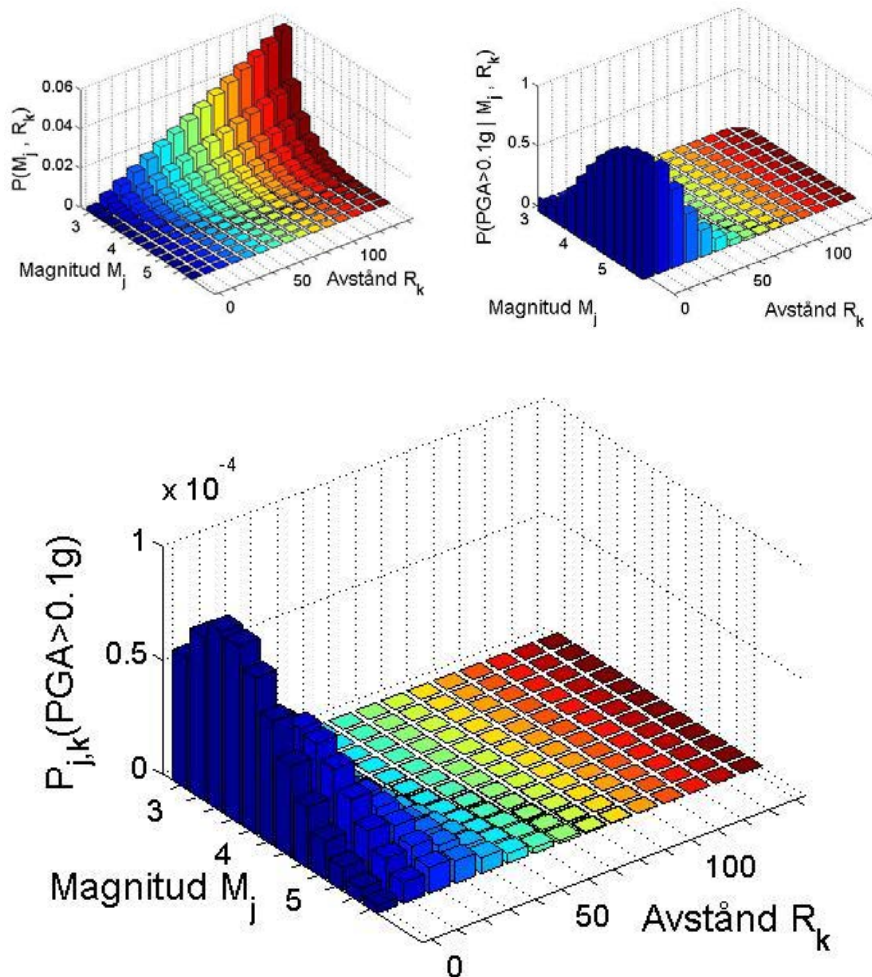 0.06
0.04
0.02
0
P(M_j , R_k)
3
4
5
Magnitud M_j
0
50
100
Avstånd R_k
1
0.5
0
P(PGA>0.1g | M_j , R_k)
3
4
5
Magnitud M_j
0
50
100
Avstånd R_k
x 10^-4
1
0.5
0
P_j,k(PGA>0.1g)
3
4
5
Magnitud M_j
0
50
100
Avstånd R_k